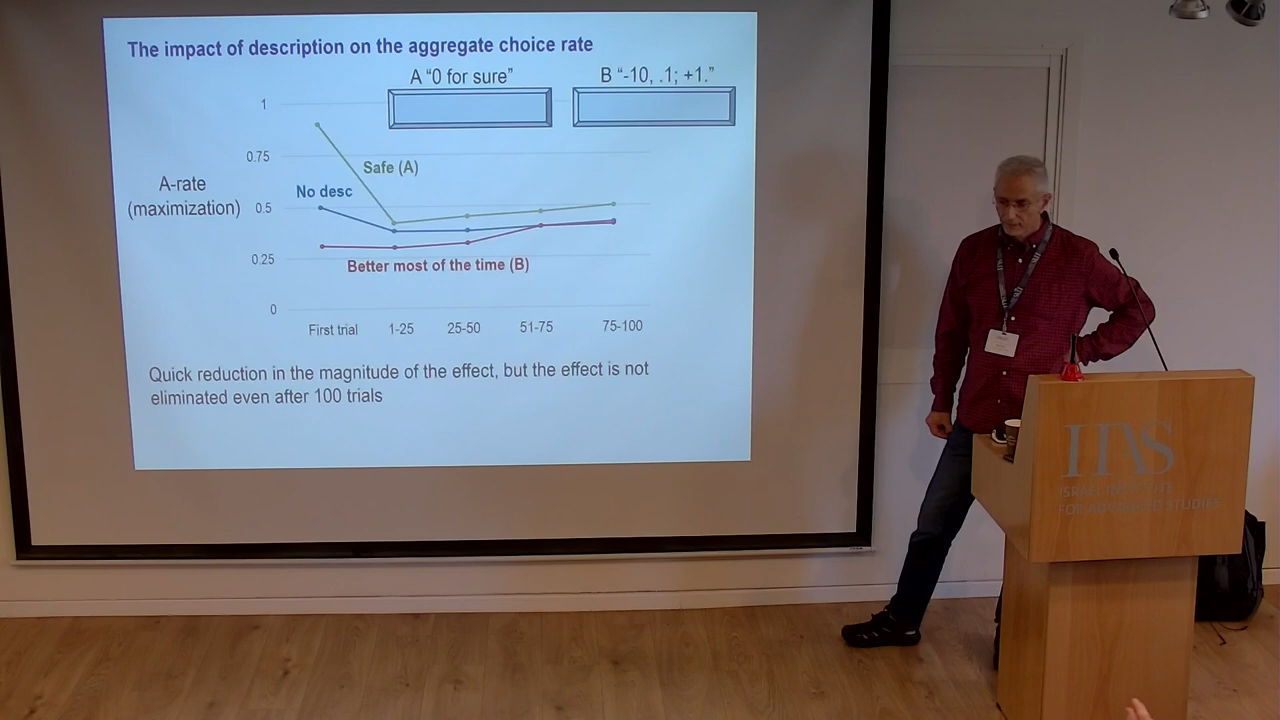 The impact of description on the aggregate choice rate
A “0 for sure”
B “-10, .1; +1.”
1
0.75
0.5
0.25
0
A-rate
(maximization)
Safe (A)
No desc
Better most of the time (B)
First trial
1-25
25-50
51-75
75-100
Quick reduction in the magnitude of the effect, but the effect is not
eliminated even after 100 trials
IIAS
ISRAEL INSTITUTE
FOR ADVANCED STUDIES